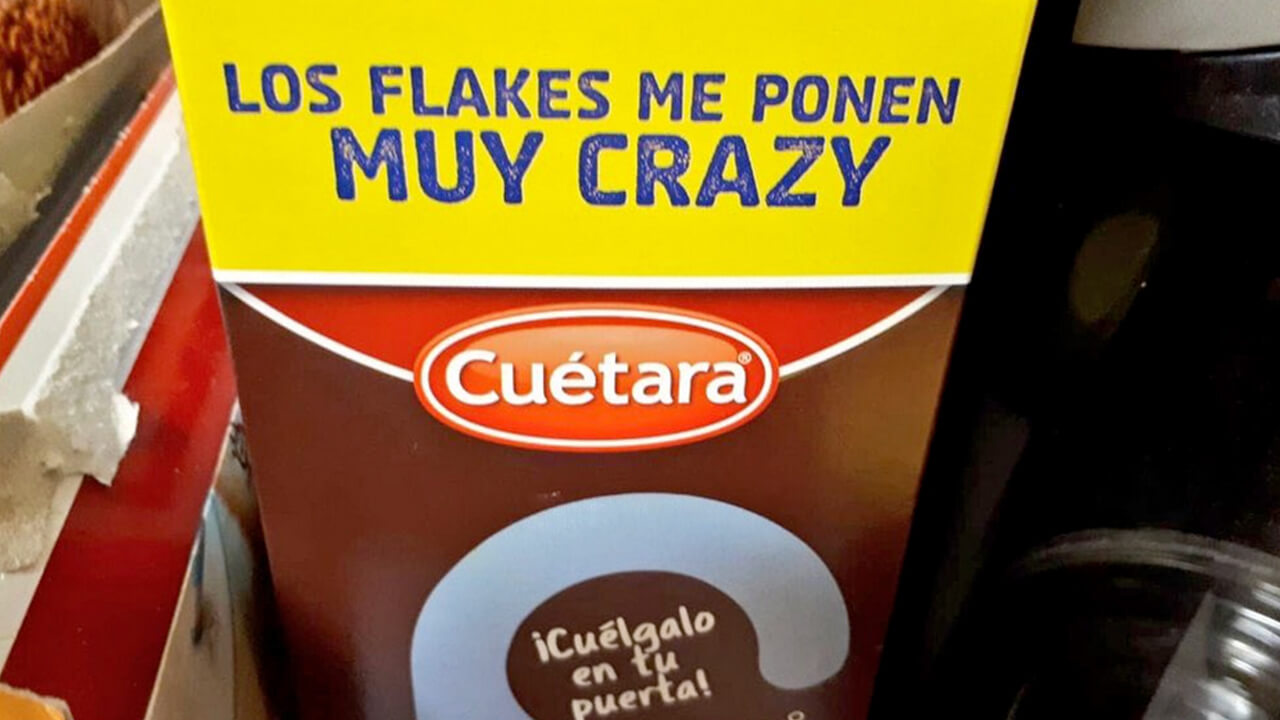 LOS FLAKES ME PONEN
MUY CRAZY
Cuétara®
¡Cuélgalo
en tu
puerta!